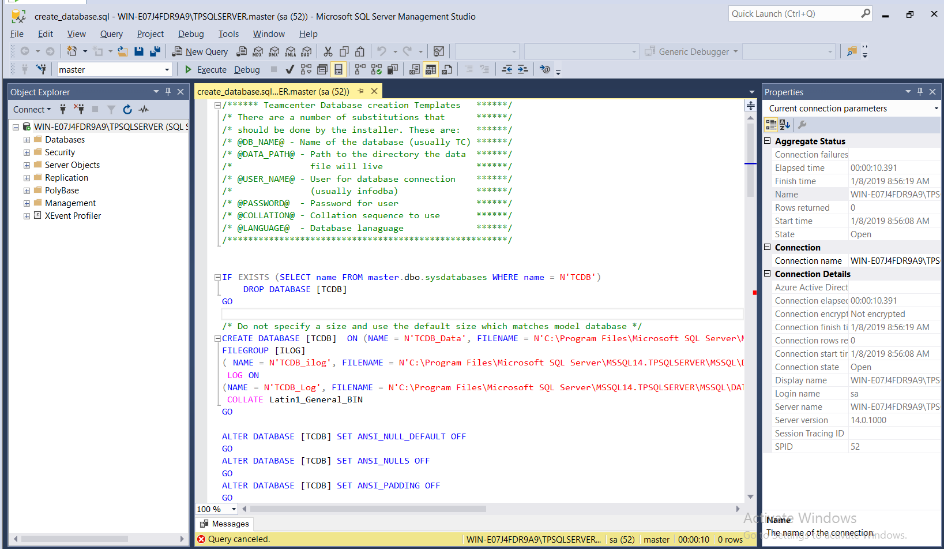 create_database.sql - WIN-E07J4FDR9A9\TPSQLSERVER.master (sa (52)) - Microsoft SQL Server Management Studio
Quick Launch (Ctrl+Q)
File Edit View Query Project Debug Tools Window Help
New Query
Generic Debugger
master
Execute Debug
Object Explorer
Connect
WIN-E07J4FDR9A9\TPSQLSERVER (SQL S
Databases
Security
Server Objects
Replication
PolyBase
Management
XEvent Profiler
create_database.sql...ER.master (sa (52))
/****** Teamcenter Database creation Templates ******/
/* There are a number of substitutions that ******/
/* should be done by the installer. These are: ******/
/* @DB_NAME@ - Name of the database (usually TC) ******/
/* @DATA_PATH@ - Path to the directory the data ******/
/* file will live ******/
/* @USER_NAME@ - User for database connection ******/
/* (usually infodba) ******/
/* @PASSWORD@ - Password for user ******/
/* @COLLATION@ - Collation sequence to use ******/
/* @LANGUAGE@ - Database lanaguage ******/
IF EXISTS (SELECT name FROM master.dbo.sysdatabases WHERE name = N'TCDB')
DROP DATABASE [TCDB]
GO
/* Do not specify a size and use the default size which matches model database */
CREATE DATABASE [TCDB] ON (NAME = N'TCDB_Data', FILENAME = N'C:\Program Files\Microsoft SQL Server\
FILEGROUP [ILOG]
( NAME = N'TCDB_ilog', FILENAME = N'C:\Program Files\Microsoft SQL Server\MSSQL14.TPSQLSERVER\MSSQL\
LOG ON
(NAME = N'TCDB_Log', FILENAME = N'C:\Program Files\Microsoft SQL Server\MSSQL14.TPSQLSERVER\MSSQL\DAT
COLLATE Latin1_General_BIN
GO
ALTER DATABASE [TCDB] SET ANSI_NULL_DEFAULT OFF
GO
ALTER DATABASE [TCDB] SET ANSI_NULLS OFF
GO
ALTER DATABASE [TCDB] SET ANSI_PADDING OFF
GO
100 %
Messages
Query canceled.
WIN-E07J4FDR9A9\TPSQLSERVER... sa (52) master 00:00:10 0 rows
Properties
Current connection parameters
Aggregate Status
Connection failures
Elapsed time 00:00:10.391
Finish time 1/8/2019 8:56:19 AM
Name WIN-E07J4FDR9A9\TPS
Rows returned 0
Start time 1/8/2019 8:56:08 AM
State Open
Connection
Connection name WIN-E07J4FDR9A9\TPS
Connection Details
Azure Active Direct
Connection elapsed 00:00:10.391
Connection encrypt Not encrypted
Connection finish ti 1/8/2019 8:56:19 AM
Connection rows re 0
Connection start tir 1/8/2019 8:56:08 AM
Connection state Open
Display name WIN-E07J4FDR9A9\TPS
Login name sa
Server name WIN-E07J4FDR9A9\TPS
Server version 14.0.1000
Session Tracing ID
SPID 52
Activate Windows
Name
The name of the connection.